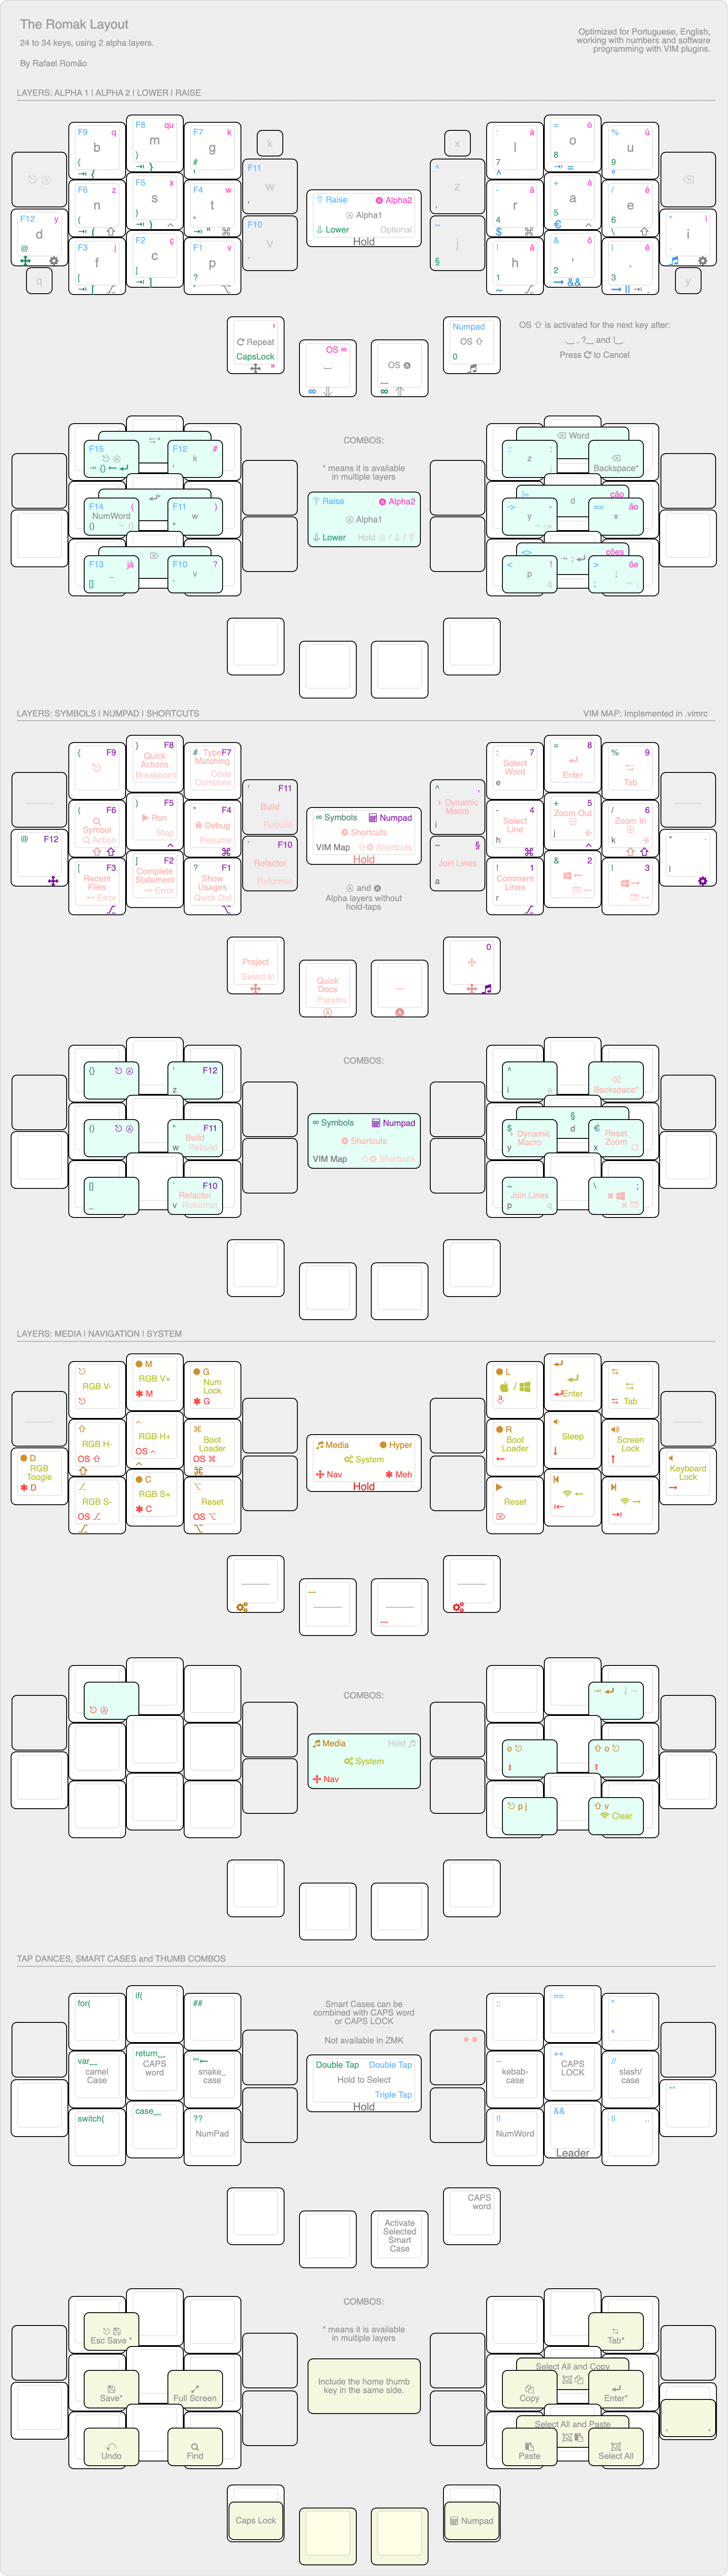 The Romak Layout
24 to 34 keys, using 2 alpha layers.
By Rafael Romão
Optimized for Portuguese, English,
working with numbers and software
programming with VIM plugins.
LAYERS: ALPHA 1 | ALPHA 2 | LOWER | RAISE
F9 q
b
{
F8 qu
m
}
F7 k
g
#
k
F11
w
F6 z
n
(
F5 x
s
)
F4 w
t
"
F12 y
d
@
F10
v
F3 j
f
[
F2 ç
c
]
F1 p v
?
q
Raise Alpha2
Alpha1
Lower Optional
Hold
x
l à
7
= ó
o
8
% ú
u
9
^
z
- ã
r
4 $
+ á
a
5 €
/ é
e
6 \
i í
j
§
! â
h
1
& ô
2 &&
| ê
3 ||
y
Repeat
CapsLock
OS ∞
OS
Numpad
OS
0
OS ⇧ is activated for the next key after:
.__ , ?__ and !__.
Press to Cancel
COMBOS:
* means it is available
in multiple layers
Raise Alpha2
Alpha1
Lower Hold
F15
{}
F12 #
k
F14 (
NumWord
()
F11 )
w
F13 já
[]
F10 ?
v
Word
:: :
z
Backspace*
!= ção
d
-> -
y
== ão
x
<> ções
< !
p
q
> õe
;
LAYERS: SYMBOLS | NUMPAD | SHORTCUTS
VIM MAP: Implemented in .vimrc
{ F9
} F8
Quick
Actions
Breakpoint
# Type F7
Matching
Code
Complete
F11
Build
Rebuild
( F6
Symbol
Action
) F5
Run
Stop
" F4
Debug
Resume
@ F12
F10
Refactor
Reformat
[ F3
Recent
Files
Error
] F2
Complete
Statement
Error
? F1
Show
Usages
Quick Def
∞ Symbols Numpad
Shortcuts
VIM Map Shortcuts
Hold
and
Alpha layers without
hold-taps
: 7
Select
Word
e
= 8
Enter
% 9
Tab
^ ,
Dynamic
Macro
i
- 4
Select
Line
h
+ 5
Zoom Out
j
/ 6
Zoom In
k
~ §
Join Lines
a
! 1
Comment
Lines
r
& 2
| 3
* .
l
Project
Select In
Quick
Docs
Params
0
COMBOS:
{}
' F12
z
()
" F11
Build
w Rebuild
[]
_
` F10
Refactor
v Reformat
∞ Symbols Numpad
Shortcuts
VIM Map Shortcuts
^
i a
Backspace*
§
d
$
Dynamic
Macro
y
€ Reset
Zoom
x
~
Join Lines
p q
\ ;
LAYERS: MEDIA | NAVIGATION | SYSTEM
RGB V-
M
RGB V+
M
G
Num
Lock
G
RGB H-
OS
RGB H+
OS
Boot
Loader
OS
D
RGB
Toogle
D
RGB S-
OS
C
RGB S+
C
Reset
OS
Media Hyper
System
Nav Meh
Hold
L
/
a
Enter
Tab
R
Boot
Loader
Sleep
Screen
Lock
Keyboard
Lock
Reset
COMBOS:
Media Hold
System
Nav
o
o
p j
v
Clear
TAP DANCES, SMART CASES and THUMB COMBOS
for(
if(
##
var__
camel
Case
return__
CAPS
word
""
snake_
case
switch(
case__
??
NumPad
Smart Cases can be
combined with CAPS word
or CAPS LOCK
Not available in ZMK
Double Tap Double Tap
Hold to Select
Triple Tap
Hold
::
==
--
kebab-
case
++
CAPS
LOCK
//
slash/
case
**
!!
NumWord
&&
Leader
|| ..
Activate
Selected
Smart
Case
CAPS
word
COMBOS:
* means it is available
in multiple layers
Include the home thumb
key in the same side.
Esc Save *
Save*
Full Screen
Undo
Find
Tab*
Select All and Copy
Copy
Enter*
Select All and Paste
Paste
Select All
Caps Lock
Numpad